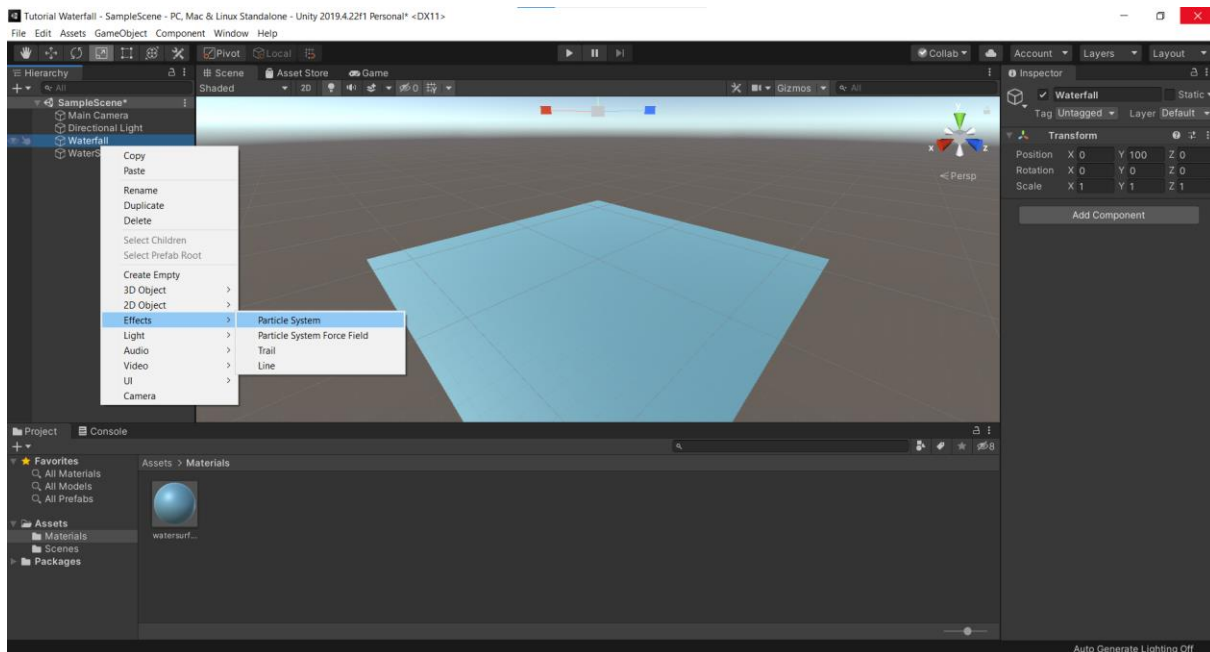 Tutorial Waterfall - SampleScene - PC, Mac & Linux Standalone - Unity 2019.4.22f1 Personal* <DX11>
File Edit Assets GameObject Component Window Help
Pivot Local Collab Account Layers Layout
Hierarchy
All
SampleScene*
Main Camera
Directional Light
Waterfall
WaterS
Copy
Paste
Rename
Duplicate
Delete
Select Children
Select Prefab Root
Create Empty
3D Object >
2D Object >
Effects >
Light >
Audio >
Video >
UI >
Camera
Particle System
Particle System Force Field
Trail
Line
Scene Asset Store Game
Shaded 2D 0 Gizmos All
y
x z
Persp
Inspector
Waterfall Static
Tag Untagged Layer Default
Transform
Position X 0 Y 100 Z 0
Rotation X 0 Y 0 Z 0
Scale X 1 Y 1 Z 1
Add Component
Project Console
8
Favorites
All Materials
All Models
All Prefabs
Assets
Materials
Scenes
Packages
Assets > Materials
watersurf...
Auto Generate Lighting Off